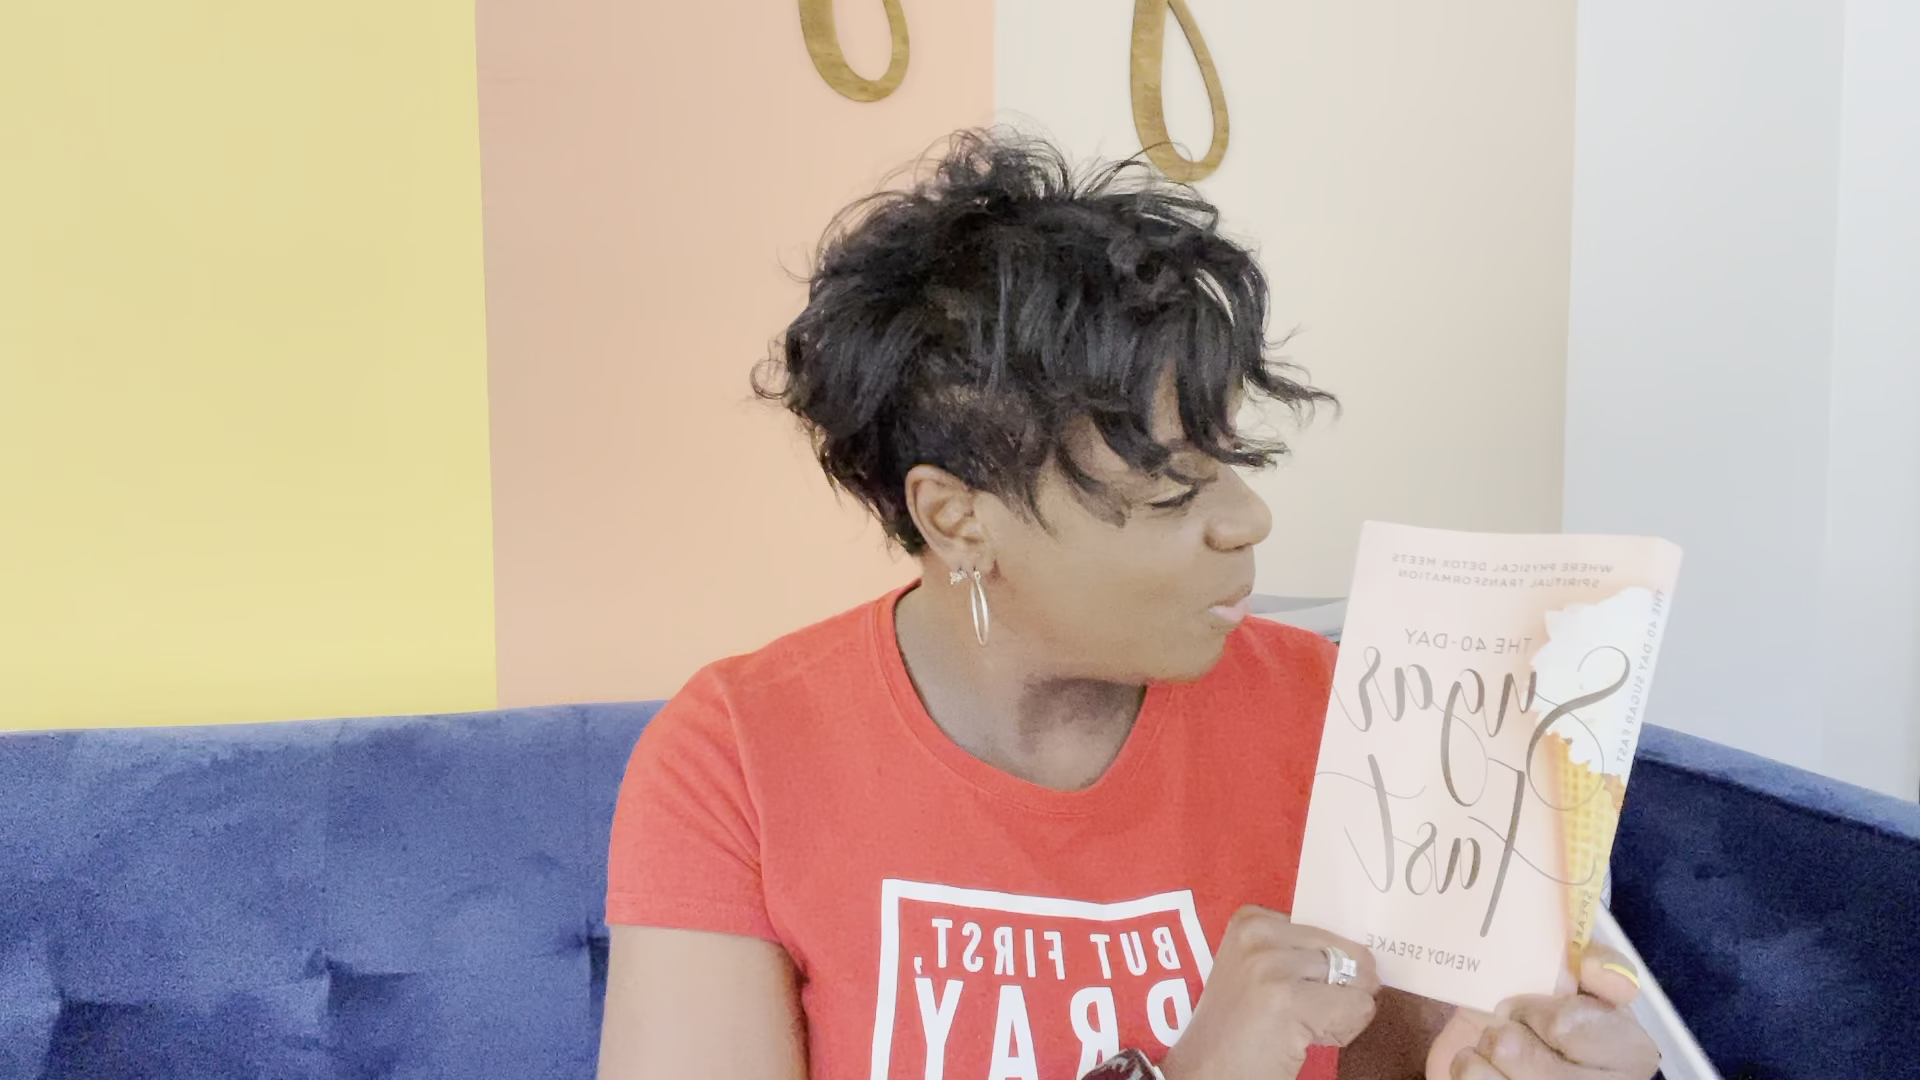 BUT FIRST,
PRAY
WHERE PHYSICAL DETOX MEETS
SPIRITUAL TRANSFORMATION
THE 40-DAY
Sugar
Fast
WENDY SPEAKE
THE 40-DAY SUGAR FAST
SPEAKE